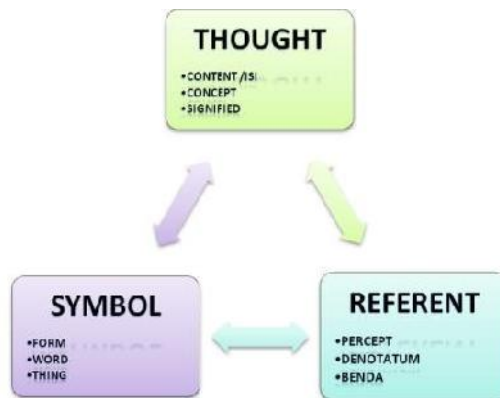 THOUGHT
•CONTENT /ISI
•CONCEPT
•SIGNIFIED
SYMBOL
•FORM
•WORD
•THING
REFERENT
•PERCEPT
•DENOTATUM
•BENDA